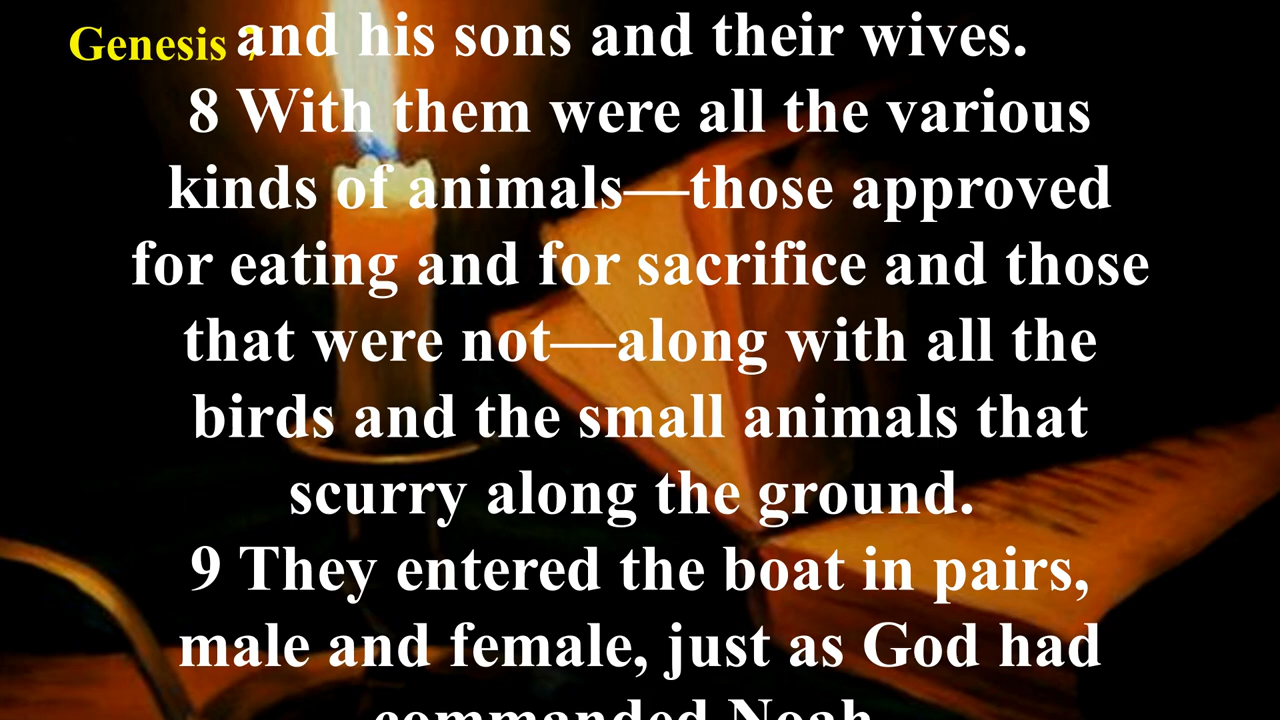 Genesis 7
and his sons and their wives.
8 With them were all the various
kinds of animals—those approved
for eating and for sacrifice and those
that were not—along with all the
birds and the small animals that
scurry along the ground.
9 They entered the boat in pairs,
male and female, just as God had
commanded Noah.